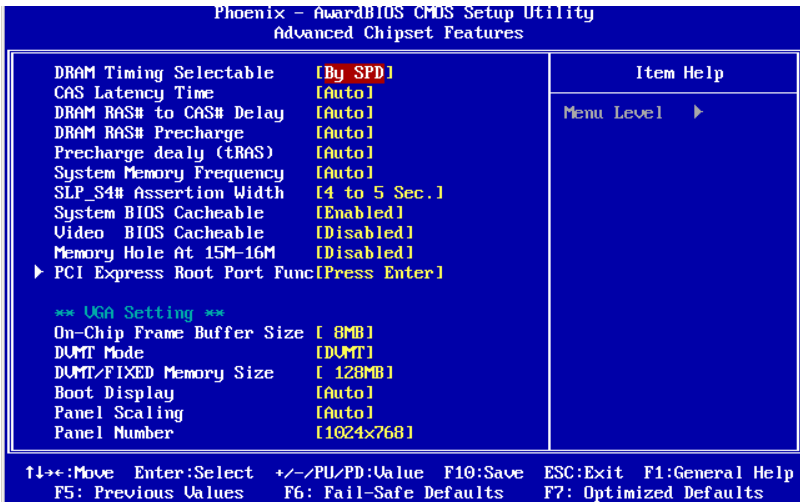 Phoenix - AwardBIOS CMOS Setup Utility
Advanced Chipset Features
DRAM Timing Selectable [By SPD]
CAS Latency Time [Auto]
DRAM RAS# to CAS# Delay [Auto]
DRAM RAS# Precharge [Auto]
Precharge dealy (tRAS) [Auto]
System Memory Frequency [Auto]
SLP_S4# Assertion Width [4 to 5 Sec.]
System BIOS Cacheable [Enabled]
Video BIOS Cacheable [Disabled]
Memory Hole At 15M-16M [Disabled]
PCI Express Root Port Func[Press Enter]
** VGA Setting **
On-Chip Frame Buffer Size [ 8MB]
DVMT Mode [DVMT]
DVMT/FIXED Memory Size [ 128MB]
Boot Display [Auto]
Panel Scaling [Auto]
Panel Number [1024x768]
Item Help
Menu Level
↑↓→←:Move Enter:Select +/-/PU/PD:Value F10:Save ESC:Exit F1:General Help
F5: Previous Values F6: Fail-Safe Defaults F7: Optimized Defaults